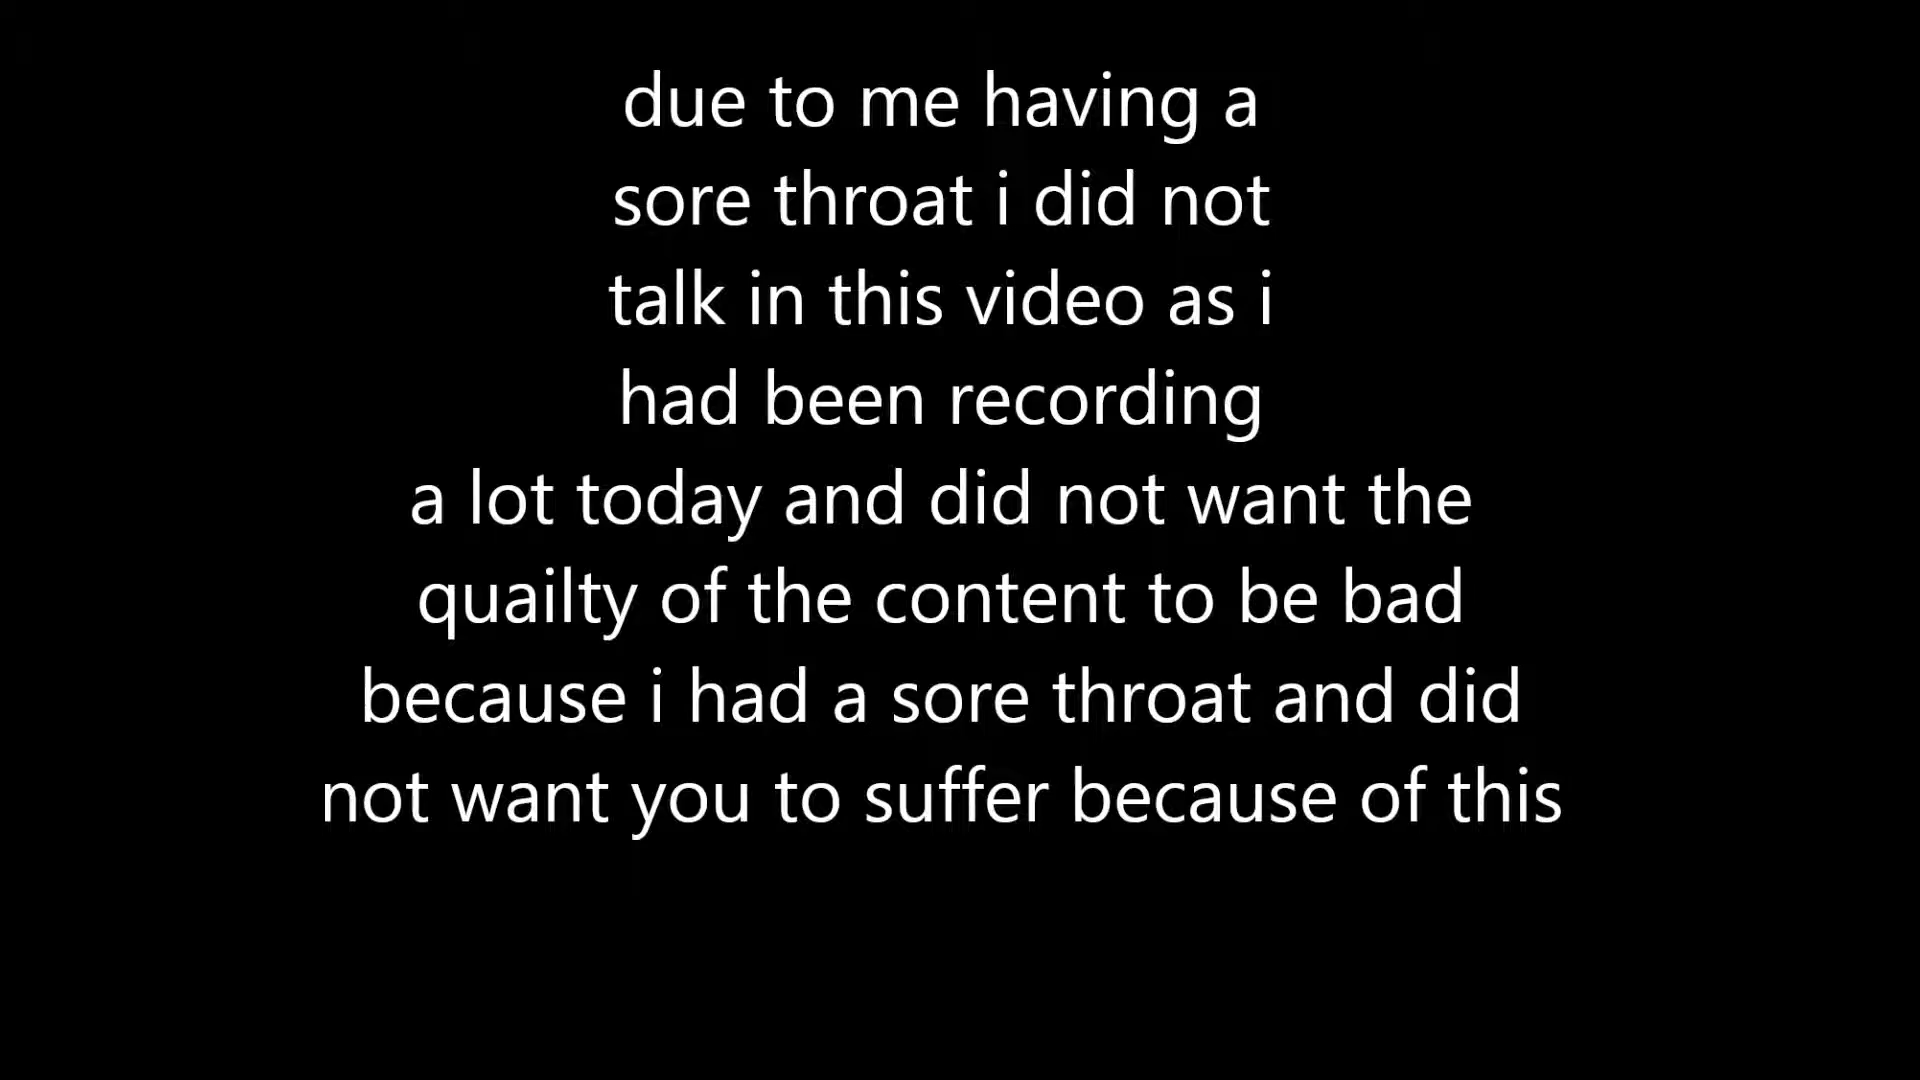 due to me having a
sore throat i did not
talk in this video as i
had been recording
a lot today and did not want the
quailty of the content to be bad
because i had a sore throat and did
not want you to suffer because of this